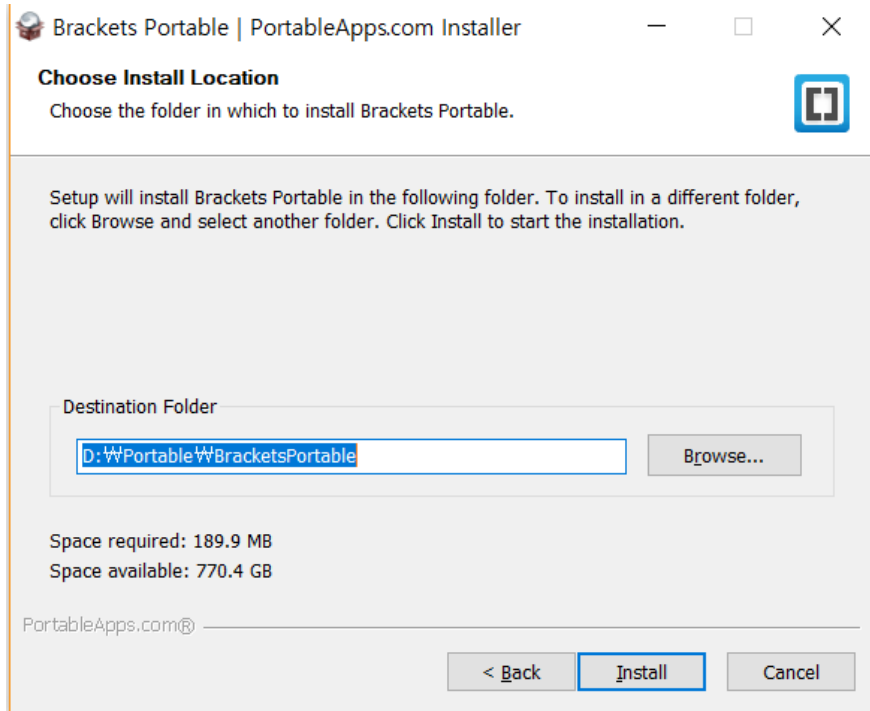 Brackets Portable | PortableApps.com Installer
Choose Install Location
Choose the folder in which to install Brackets Portable.
Setup will install Brackets Portable in the following folder. To install in a different folder,
click Browse and select another folder. Click Install to start the installation.
Destination Folder
D:₩Portable₩BracketsPortable
Browse...
Space required: 189.9 MB
Space available: 770.4 GB
PortableApps.com®
< Back
Install
Cancel